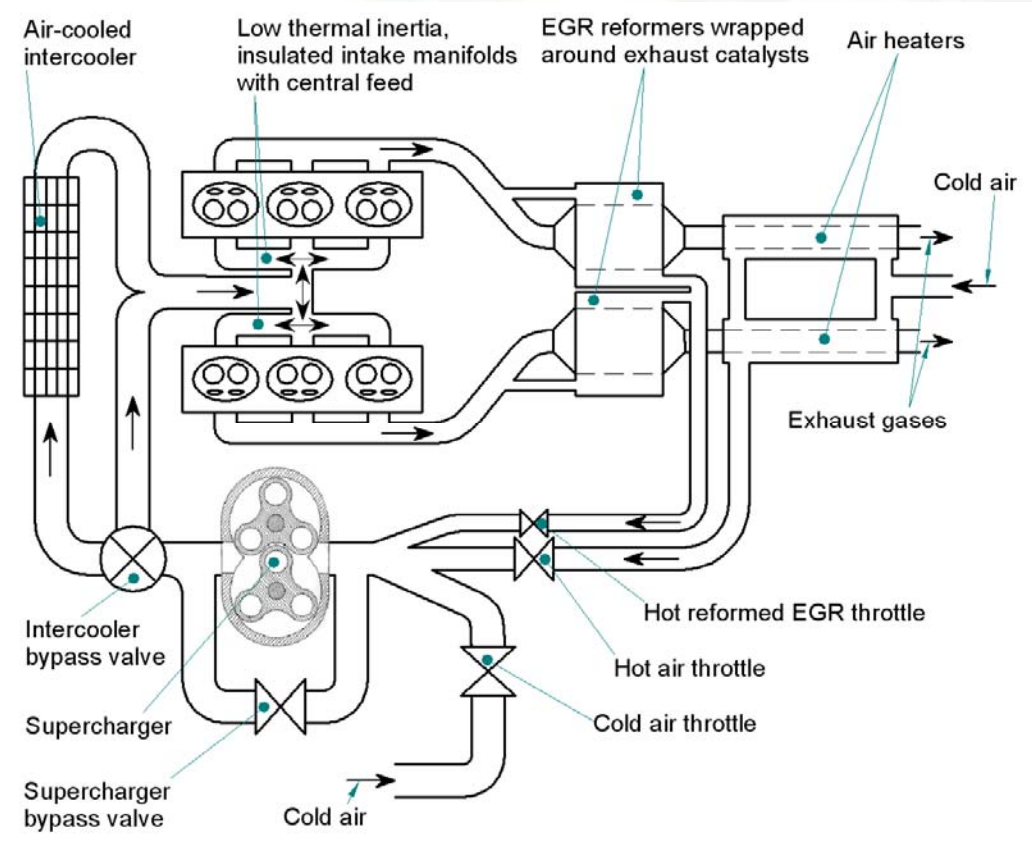 Air-cooled
intercooler
Low thermal inertia,
insulated intake manifolds
with central feed
EGR reformers wrapped
around exhaust catalysts
Air heaters
Cold air
Exhaust gases
Hot reformed EGR throttle
Hot air throttle
Cold air throttle
Intercooler
bypass valve
Supercharger
Supercharger
bypass valve
Cold air